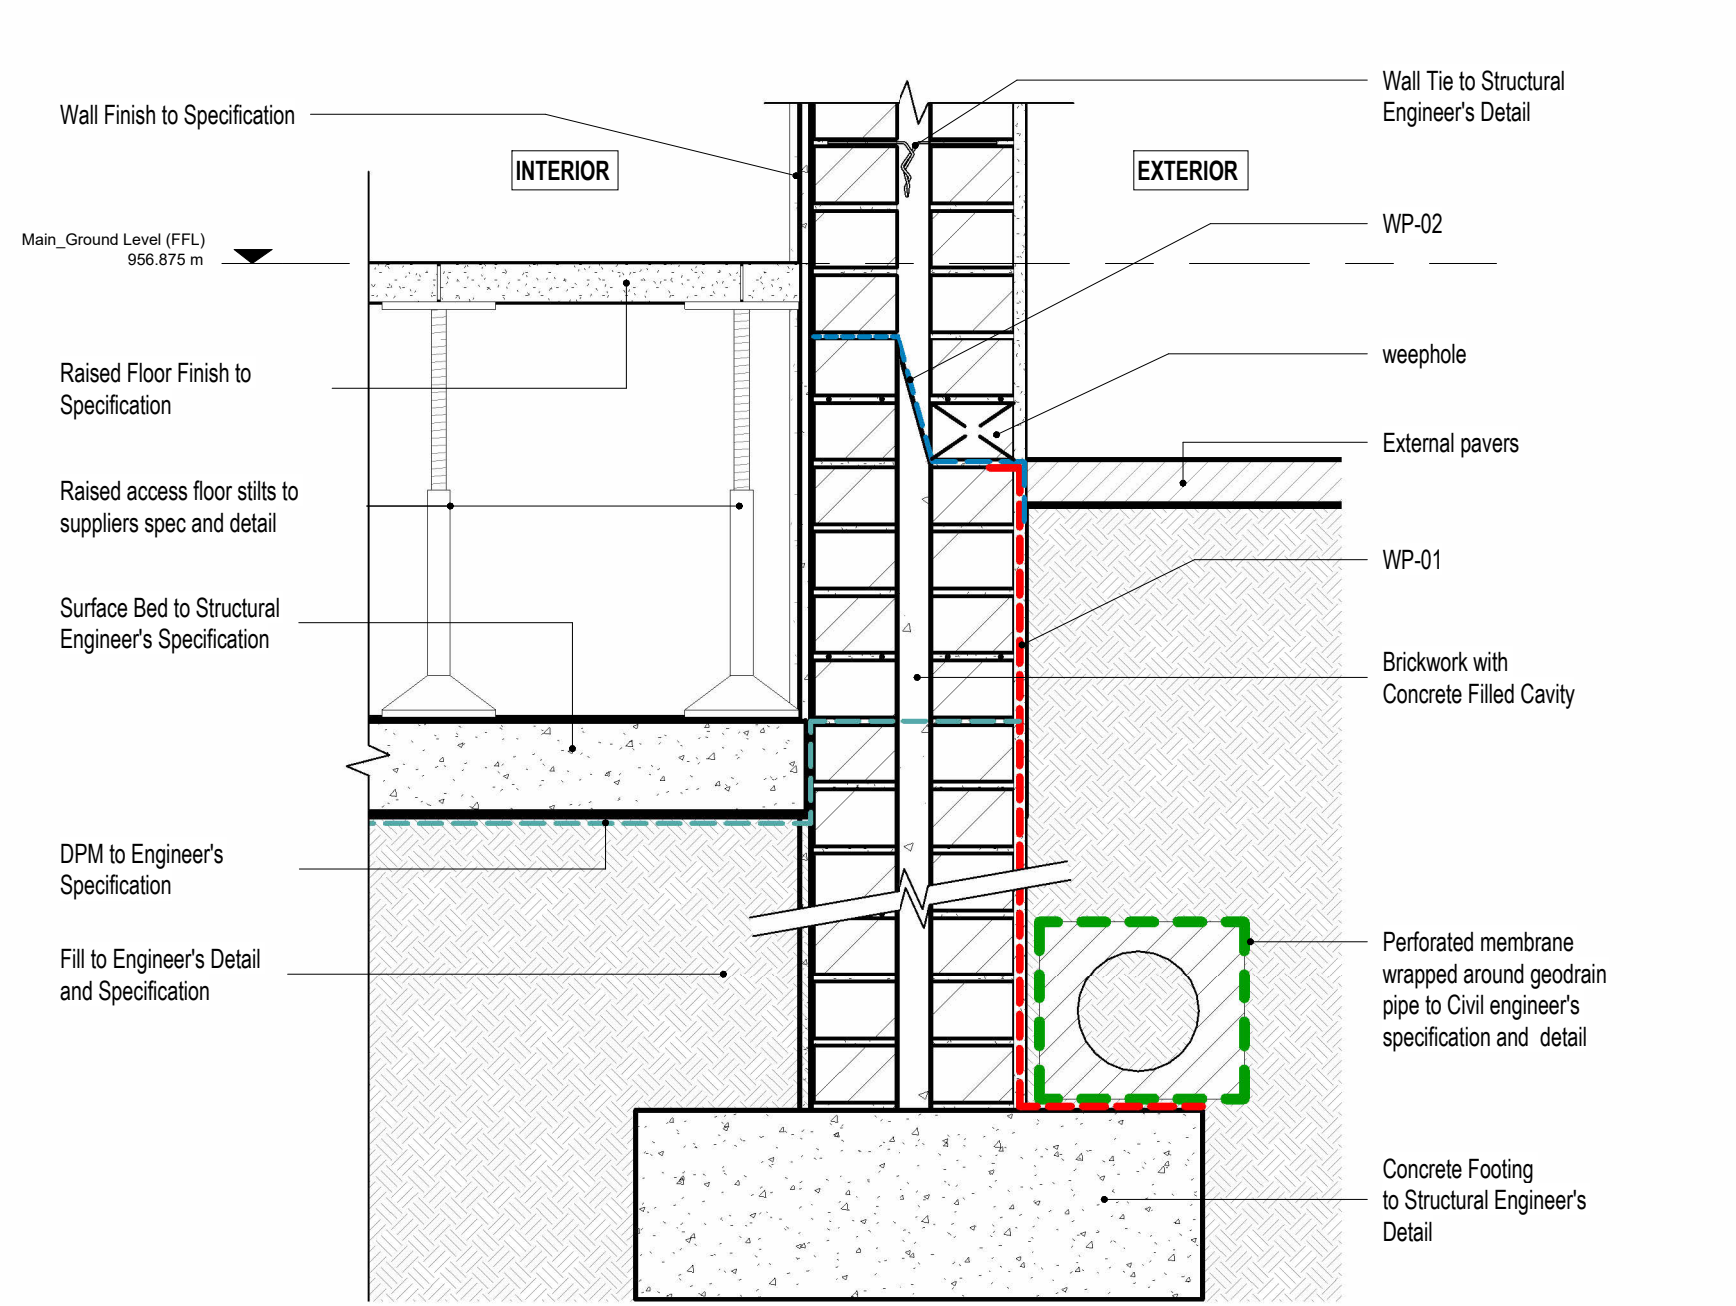 Wall Finish to Specification
INTERIOR
Main_Ground Level (FFL)
956.875 m
Raised Floor Finish to
Specification
Raised access floor stilts to
suppliers spec and detail
Surface Bed to Structural
Engineer's Specification
DPM to Engineer's
Specification
Fill to Engineer's Detail
and Specification
Wall Tie to Structural
Engineer's Detail
EXTERIOR
WP-02
weephole
External pavers
WP-01
Brickwork with
Concrete Filled Cavity
Perforated membrane
wrapped around geodrain
pipe to Civil engineer's
specification and  detail
Concrete Footing
to Structural Engineer's
Detail